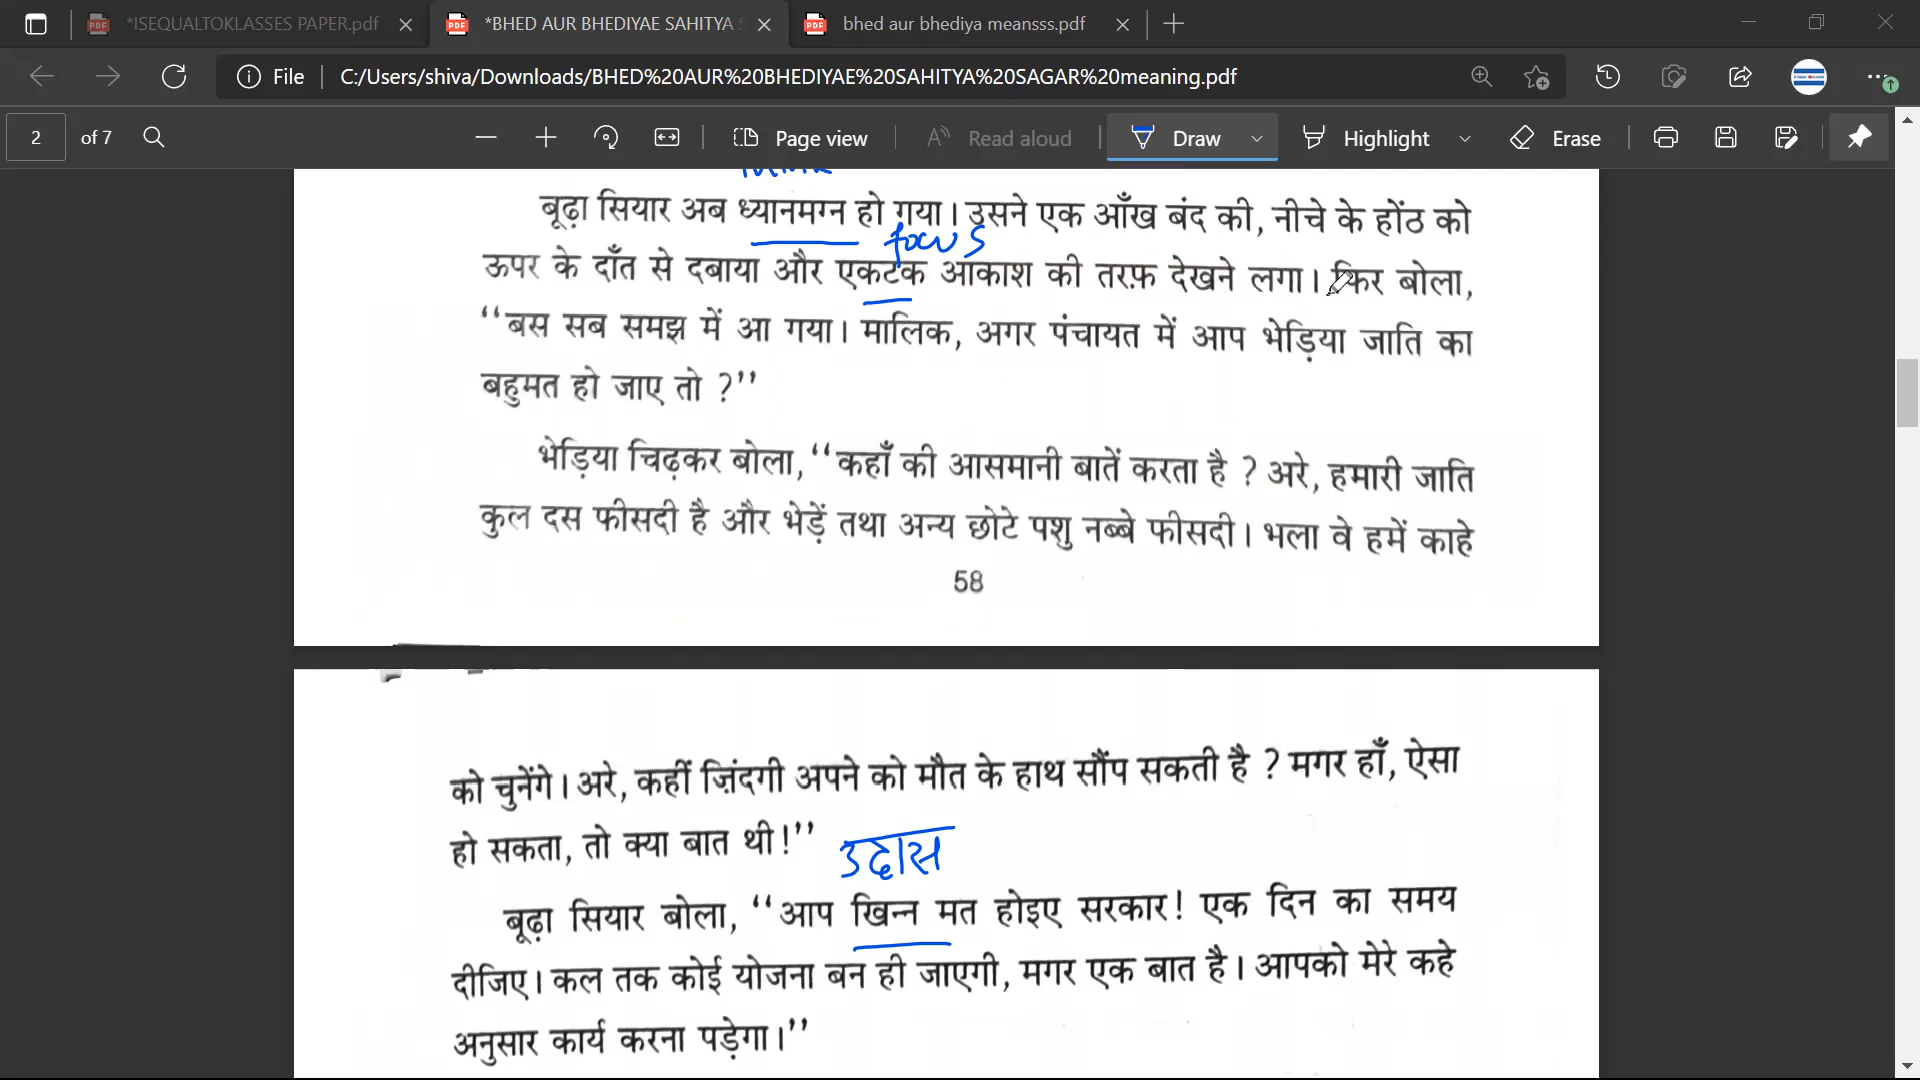 *ISEQUALTOKLASSES PAPER.pdf
*BHED AUR BHEDIYAE SAHITYA S
bhed aur bhediya meansss.pdf
File
C:/Users/shiva/Downloads/BHED%20AUR%20BHEDIYAE%20SAHITYA%20SAGAR%20meaning.pdf
2 of 7
Page view
Read aloud
Draw
Highlight
Erase
बूढ़ा सियार अब ध्यानमग्न हो गया। उसने एक आँख बंद की, नीचे के होंठ को
focus
ऊपर के दाँत से दबाया और एकटक आकाश की तरफ़ देखने लगा। फिर बोला,
‘‘बस सब समझ में आ गया। मालिक, अगर पंचायत में आप भेड़िया जाति का
बहुमत हो जाए तो ?’’
भेड़िया चिढ़कर बोला, ‘‘कहाँ की आसमानी बातें करता है ? अरे, हमारी जाति
कुल दस फीसदी है और भेड़ें तथा अन्य छोटे पशु नब्बे फीसदी। भला वे हमें काहे
58
को चुनेंगे। अरे, कहीं ज़िंदगी अपने को मौत के हाथ सौंप सकती है ? मगर हाँ, ऐसा
हो सकता, तो क्या बात थी!’’
उदास
बूढ़ा सियार बोला, ‘‘आप खिन्न मत होइए सरकार! एक दिन का समय
दीजिए। कल तक कोई योजना बन ही जाएगी, मगर एक बात है। आपको मेरे कहे
अनुसार कार्य करना पड़ेगा।’’